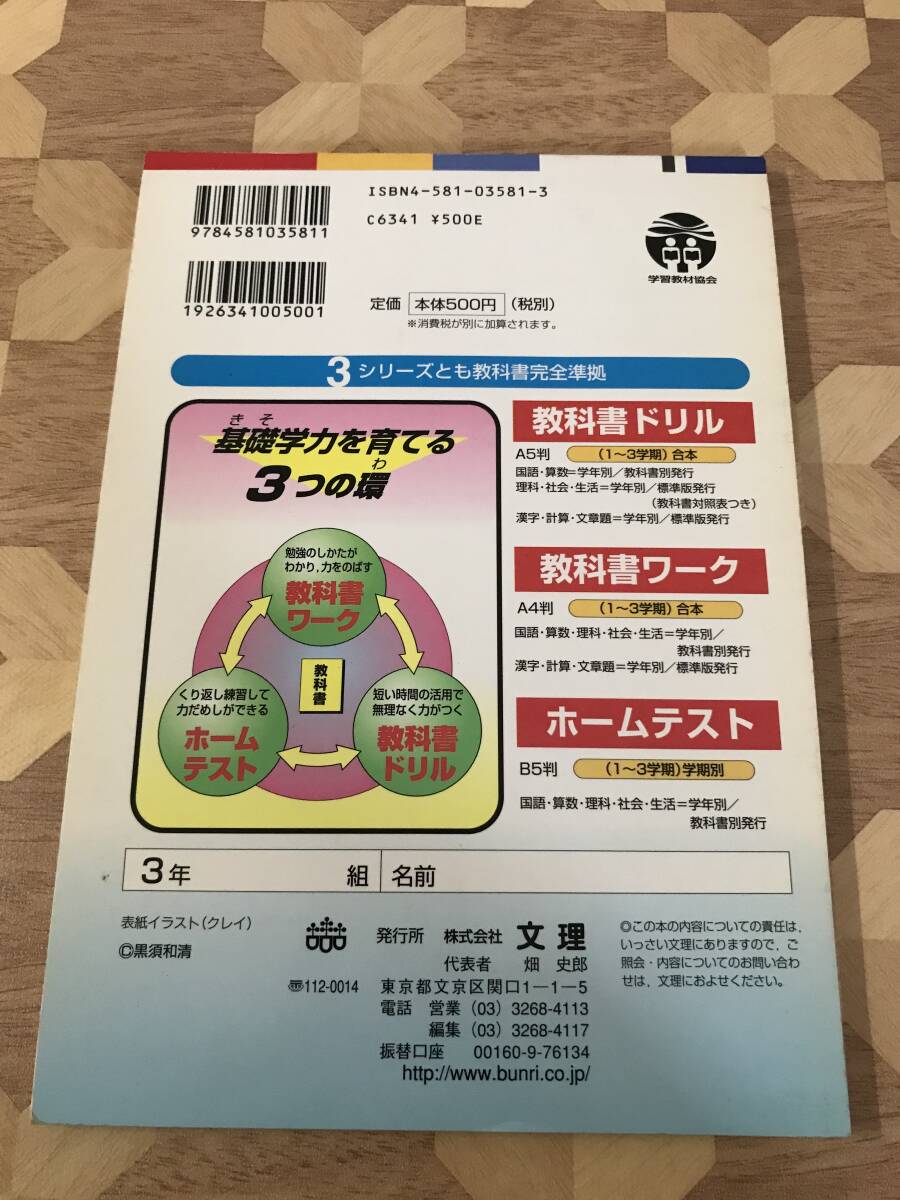 9784581035811
ISBN4-581-03581-3
C6341 ¥500E
学習教材協会
1926341005001
定価 本体500円 (税別)
※消費税が別に加算されます。
3シリーズとも教科書完全準拠
きそ
基礎学力を育てる
わ
3つの環
勉強のしかたが
わかり,力をのばす
教科書
ワーク
教科書
くり返し練習して
力だめしができる
ホーム
テスト
短い時間の活用で
無理なく力がつく
教科書
ドリル
教科書ドリル
A5判 (1〜3学期)合本
国語・算数=学年別/教科書別発行
理科・社会・生活=学年別/標準版発行
(教科書対照表つき)
漢字・計算・文章題=学年別/標準版発行
教科書ワーク
A4判 (1〜3学期)合本
国語・算数・理科・社会・生活=学年別/
教科書別発行
漢字・計算・文章題=学年別/標準版発行
ホームテスト
B5判 (1〜3学期)学期別
国語・算数・理科・社会・生活=学年別/
教科書別発行
3年 組 名前
表紙イラスト(クレイ)
©黒須和清
発行所 株式会社 文理
代表者 畑 史郎
〒112-0014 東京都文京区関口1-1-5
電話 営業 (03) 3268-4113
編集 (03) 3268-4117
振替口座 00160-9-76134
http://www.bunri.co.jp/
◎この本の内容についての責任は,
いっさい文理にありますので,ご
照会・内容についてのお問い合わ
せは,文理におよせください。